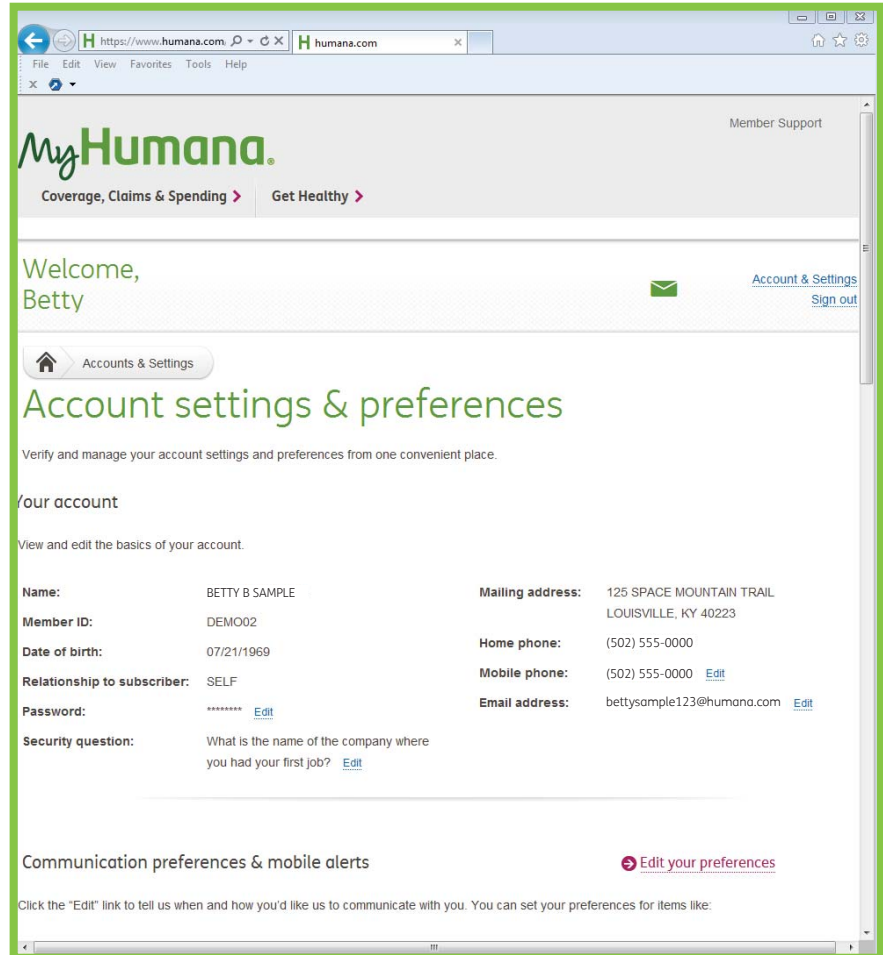 https://www.humana.com
humana.com
File Edit View Favorites Tools Help
x
Member Support
MyHumana®
Coverage, Claims & Spending
Get Healthy
Welcome,
Betty
Account & Settings
Sign out
Accounts & Settings
Account settings & preferences
Verify and manage your account settings and preferences from one convenient place.
Your account
View and edit the basics of your account.
Name: BETTY B SAMPLE
Member ID: DEMO02
Date of birth: 07/21/1969
Relationship to subscriber: SELF
Password: ******** Edit
Security question: What is the name of the company where
you had your first job? Edit
Mailing address: 125 SPACE MOUNTAIN TRAIL
LOUISVILLE, KY 40223
Home phone: (502) 555-0000
Mobile phone: (502) 555-0000 Edit
Email address: bettysample123@humana.com Edit
Communication preferences & mobile alerts
Edit your preferences
Click the "Edit" link to tell us when and how you'd like us to communicate with you. You can set your preferences for items like: